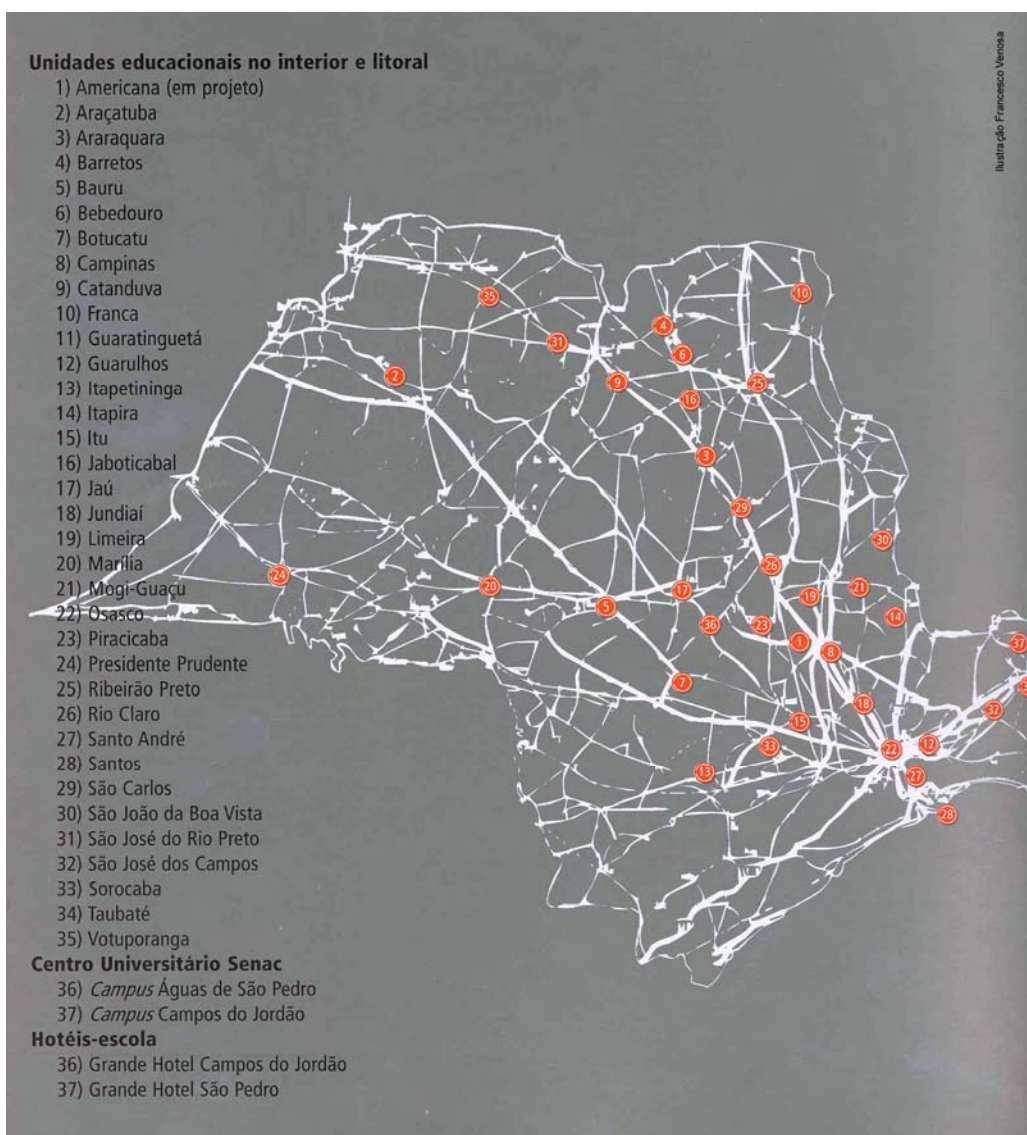 Ilustração Francesco Venosa
Unidades educacionais no interior e litoral
1) Americana (em projeto)
2) Araçatuba
3) Araraquara
4) Barretos
5) Bauru
6) Bebedouro
7) Botucatu
8) Campinas
9) Catanduva
10) Franca
11) Guaratinguetá
12) Guarulhos
13) Itapetininga
14) Itapira
15) Itu
16) Jaboticabal
17) Jaú
18) Jundiaí
19) Limeira
20) Marília
21) Mogi-Guaçu
22) Osasco
23) Piracicaba
24) Presidente Prudente
25) Ribeirão Preto
26) Rio Claro
27) Santo André
28) Santos
29) São Carlos
30) São João da Boa Vista
31) São José do Rio Preto
32) São José dos Campos
33) Sorocaba
34) Taubaté
35) Votuporanga
Centro Universitário Senac
36) Campus Águas de São Pedro
37) Campus Campos do Jordão
Hotéis-escola
36) Grande Hotel Campos do Jordão
37) Grande Hotel São Pedro
35
10
4
31
6
2
9
25
16
3
29
30
26
24
20
17
21
19
5
36
23
14
1
37
8
7
18
32
15
33
22
12
13
27
28